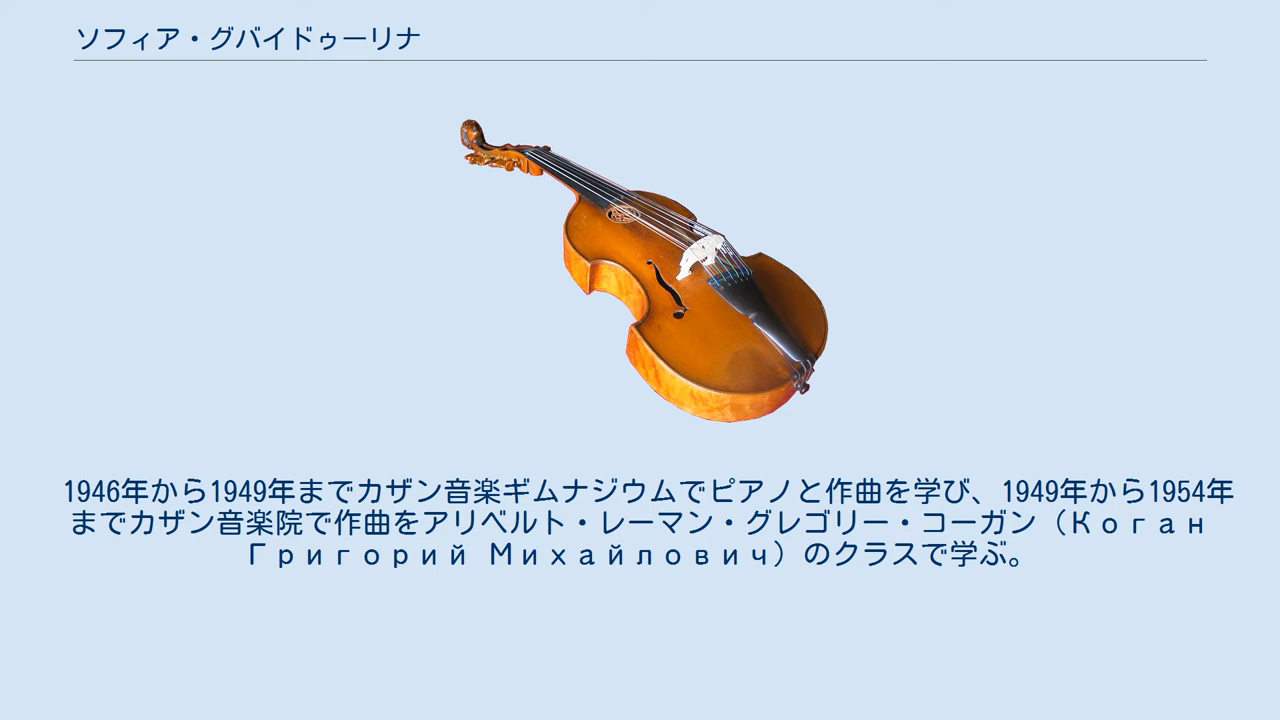 ソフィア・グバイドゥーリナ
1946年から1949年までカザン音楽ギムナジウムでピアノと作曲を学び、1949年から1954年
までカザン音楽院で作曲をアリベルト・レーマン・グレゴリー・コーガン（Коган
Григорий Михайлович）のクラスで学ぶ。